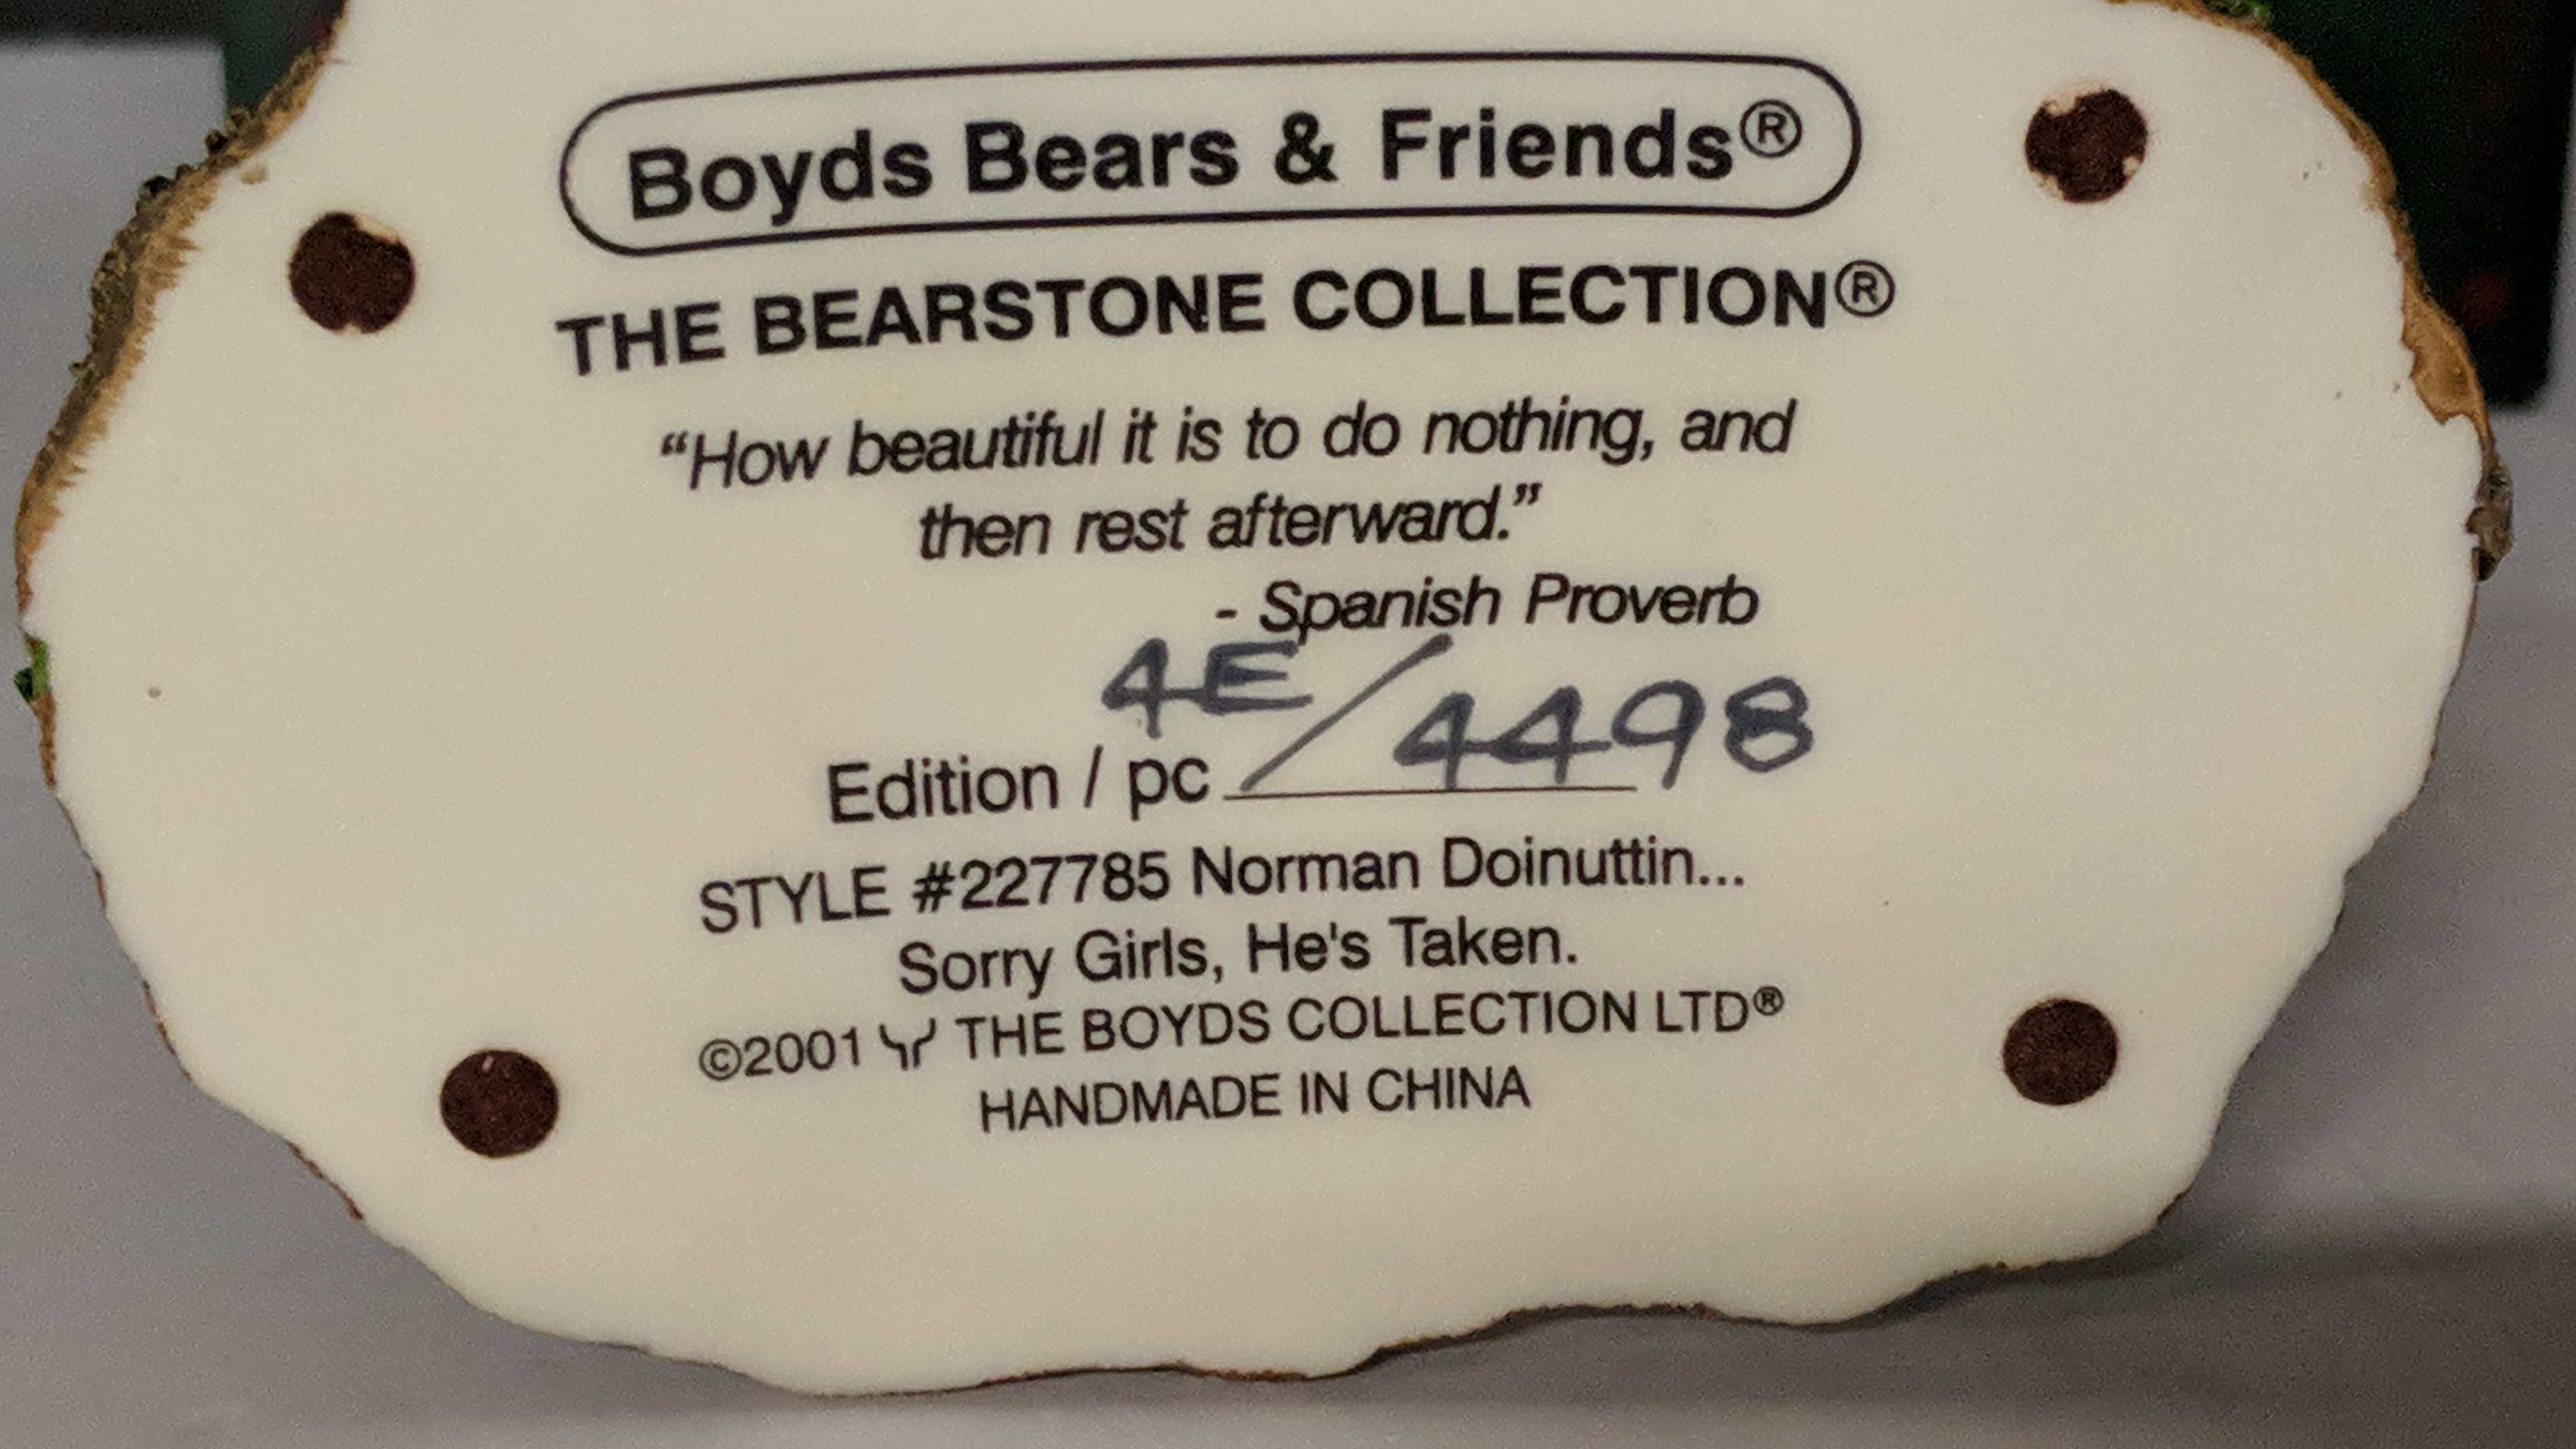 Boyds Bears & Friends®
THE BEARSTONE COLLECTION®
“How beautiful it is to do nothing, and
then rest afterward.”
- Spanish Proverb
4E/4498
Edition / pc
STYLE #227785 Norman Doinuttin...
Sorry Girls, He's Taken.
©2001 THE BOYDS COLLECTION LTD®
HANDMADE IN CHINA